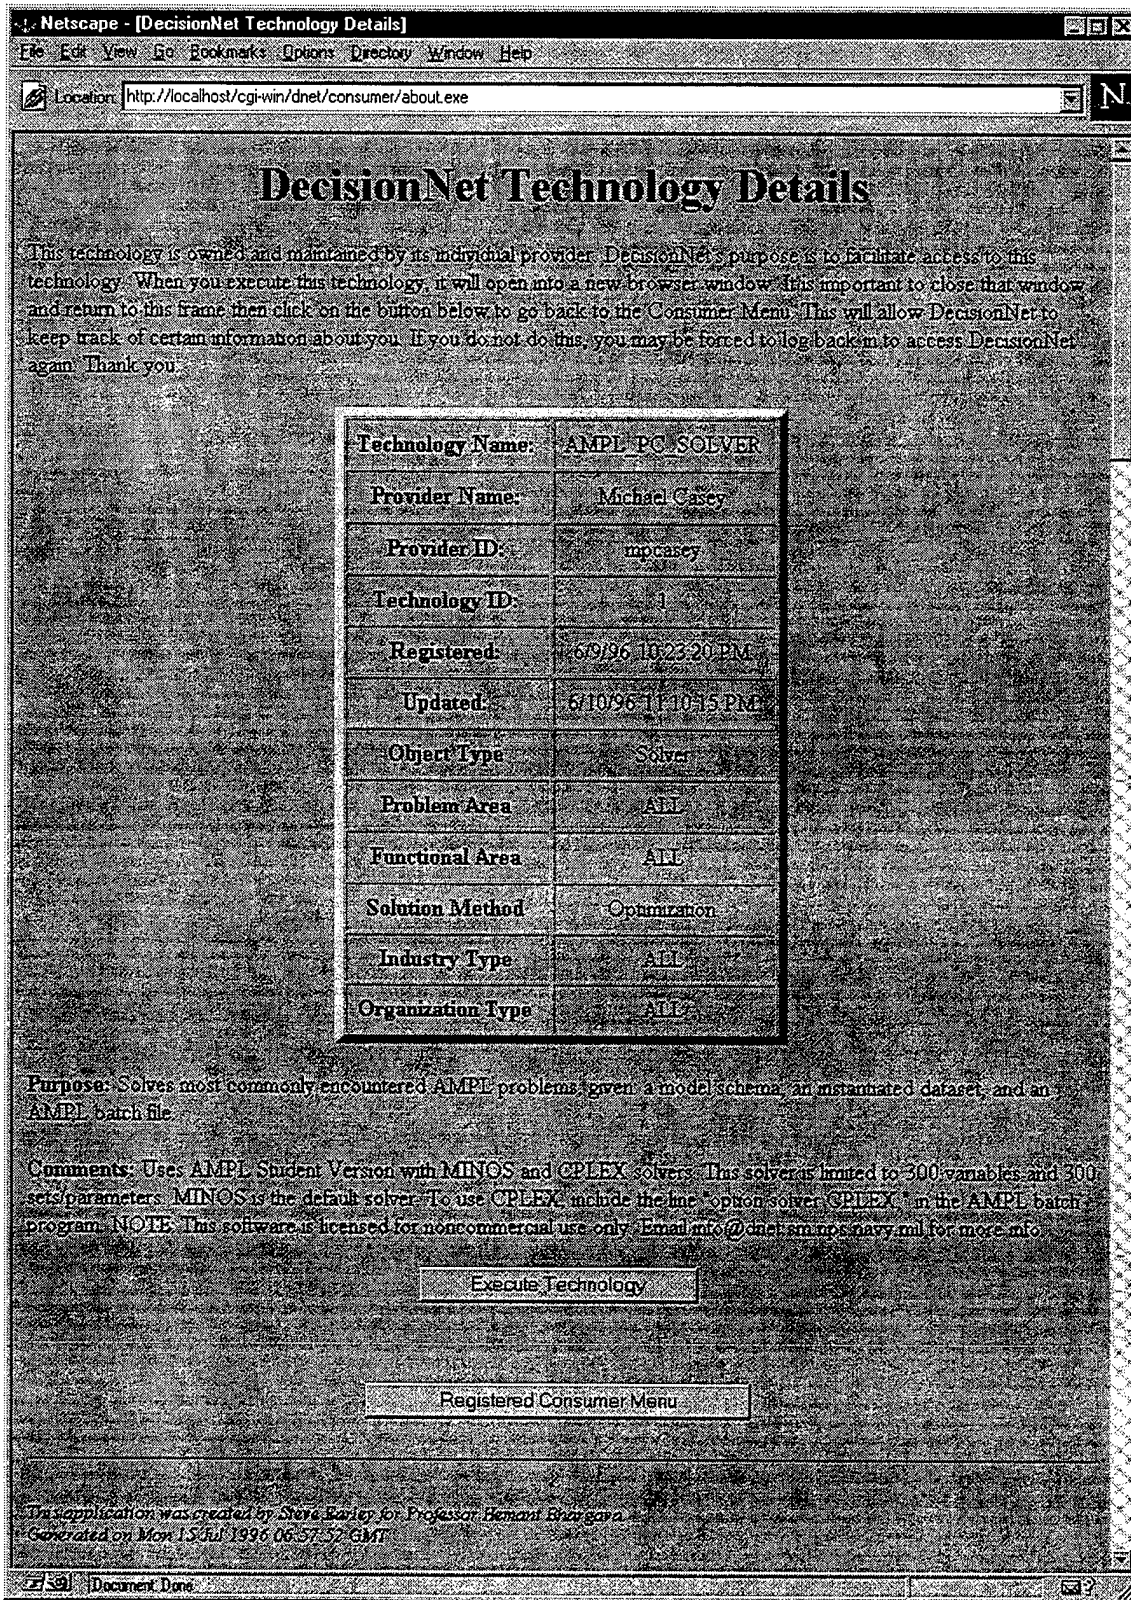 Netscape - [DecisionNet Technology Details]
File Edit View Go Bookmarks Options Directory Window Help
Location: http://localhost/cgi-win/dnet/consumer/about.exe
N
DecisionNet Technology Details
This technology is owned and maintained by its individual provider. DecisionNet's purpose is to facilitate access to this
technology. When you execute this technology, it will open into a new browser window. It is important to close that window
and return to this frame then click on the button below to go back to the Consumer Menu. This will allow DecisionNet to
keep track of certain information about you. If you do not do this, you may be forced to log back in to access DecisionNet
again. Thank you.
Technology Name: AMPL_PC_SOLVER
Provider Name: Michael Casey
Provider ID: mpcasey
Technology ID: 1
Registered: 6/9/96 10:23:20 PM
Updated: 6/10/96 11:10:15 PM
Object Type Solver
Problem Area ALL
Functional Area ALL
Solution Method Optimization
Industry Type ALL
Organization Type ALL
Purpose: Solves most commonly encountered AMPL problems, given: a model schema, an instantiated dataset, and an
AMPL batch file.
Comments: Uses AMPL Student Version with MINOS and CPLEX solvers. This solver is limited to 300 variables and 300
sets/parameters. MINOS is the default solver. To use CPLEX, include the line "option solver CPLEX;" in the AMPL batch
program. NOTE: This software is licensed for noncommercial use only. Email info@dnet.sm.nps.navy.mil for more info.
Execute Technology
Registered Consumer Menu
This application was created by Steve Barley for Professor Hemant Bhargava.
Generated on Mon 15 Jul 1996 06:57:32 GMT
Document: Done